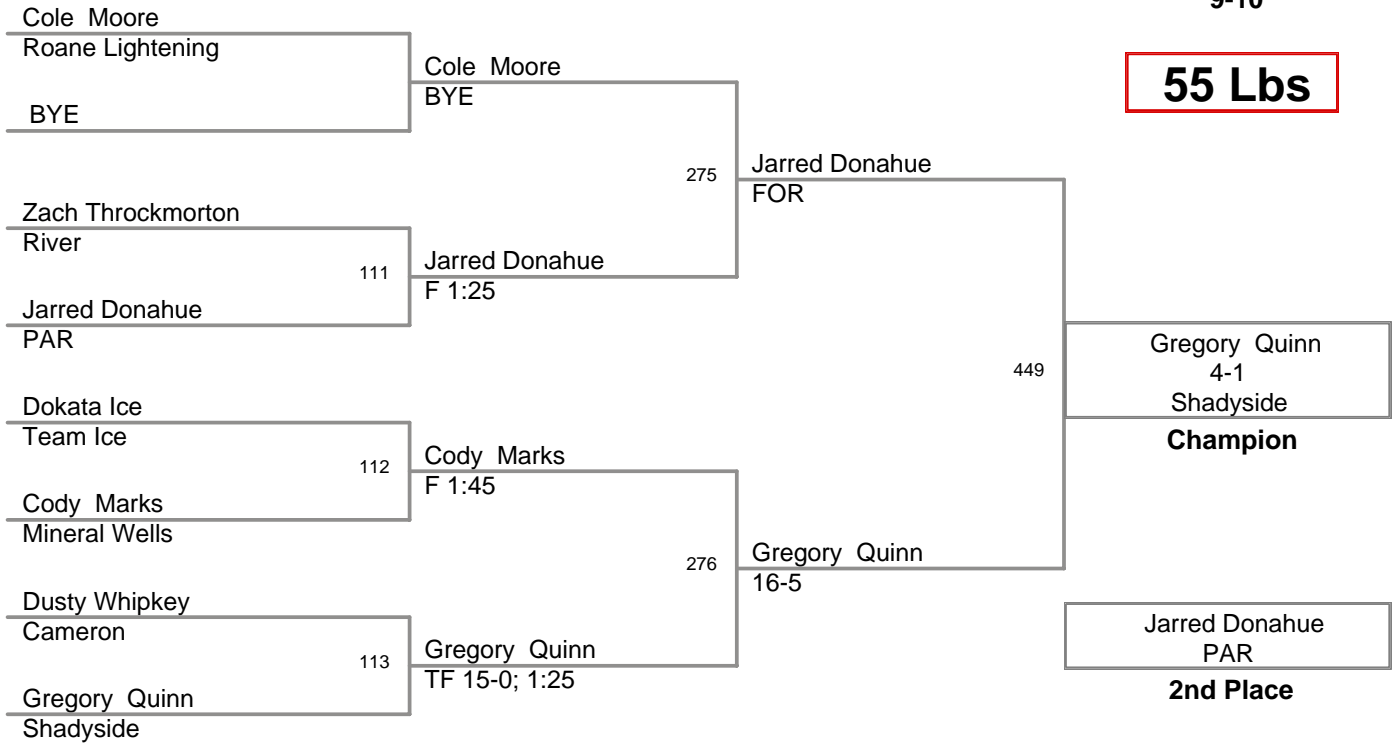 9-10
55 Lbs
Cole Moore
Roane Lightening
BYE
Zach Throckmorton
River
Jarred Donahue
PAR
Dokata Ice
Team Ice
Cody Marks
Mineral Wells
Dusty Whipkey
Cameron
Gregory Quinn
Shadyside
Cole Moore
BYE
111
Jarred Donahue
F 1:25
112
Cody Marks
F 1:45
113
Gregory Quinn
TF 15-0; 1:25
275
Jarred Donahue
FOR
276
Gregory Quinn
16-5
449
Gregory Quinn
4-1
Shadyside
Champion
Jarred Donahue
PAR
2nd Place